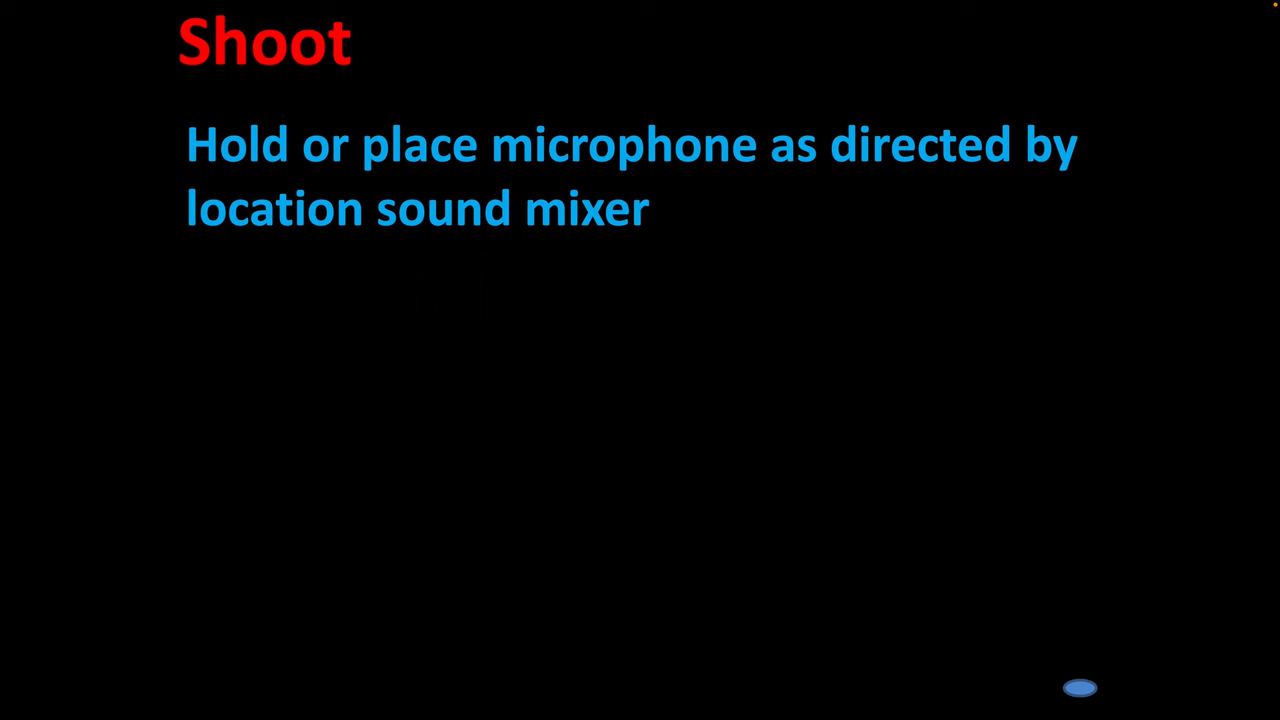 Shoot
Hold or place microphone as directed by
location sound mixer